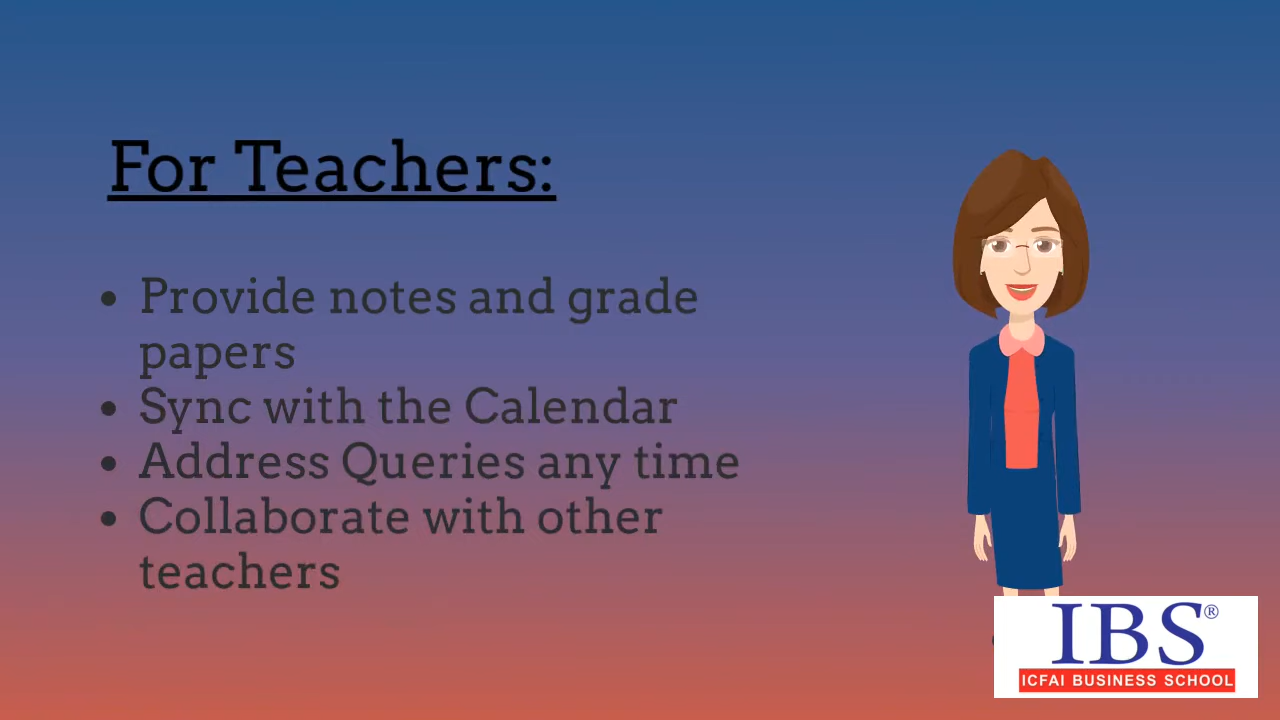 For Teachers:
• Provide notes and grade
papers
• Sync with the Calendar
• Address Queries any time
• Collaborate with other
teachers
IBS®
ICFAI BUSINESS SCHOOL